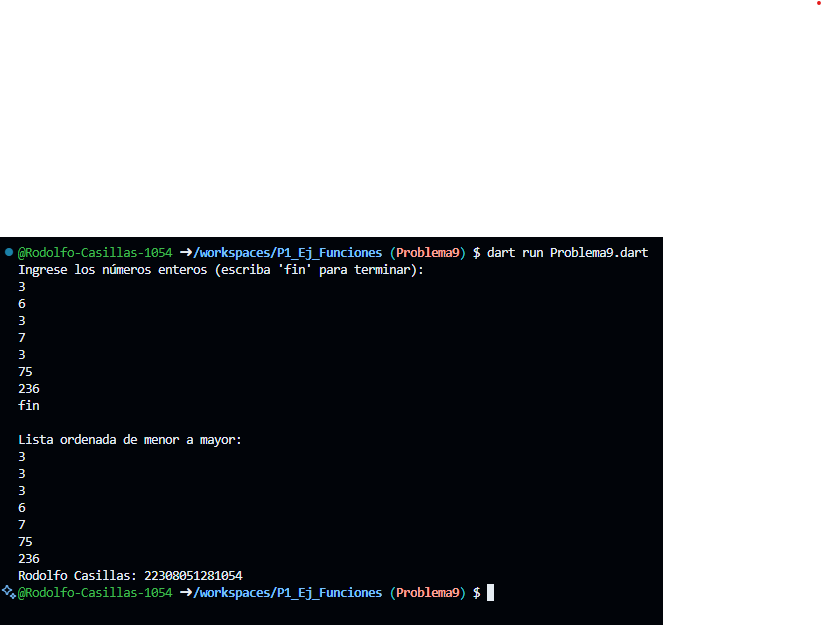 @Rodolfo-Casillas-1054 ➜/workspaces/P1_Ej_Funciones (Problema9) $ dart run Problema9.dart
Ingrese los números enteros (escriba 'fin' para terminar):
3
6
3
7
3
75
236
fin
Lista ordenada de menor a mayor:
3
3
3
6
7
75
236
Rodolfo Casillas: 22308051281054
@Rodolfo-Casillas-1054 ➜/workspaces/P1_Ej_Funciones (Problema9) $